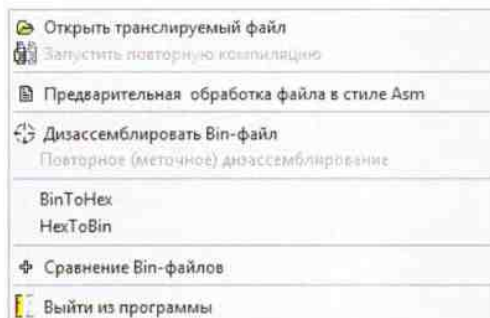 Открыть транслируемый файл
Запустить повторную компиляцию
Предварительная обработка файла в стиле Asm
Дизассемблировать Bin-файл
Повторное (меточное) дизассемблирование
BinToHex
HexToBin
Сравнение Bin-файлов
Выйти из программы